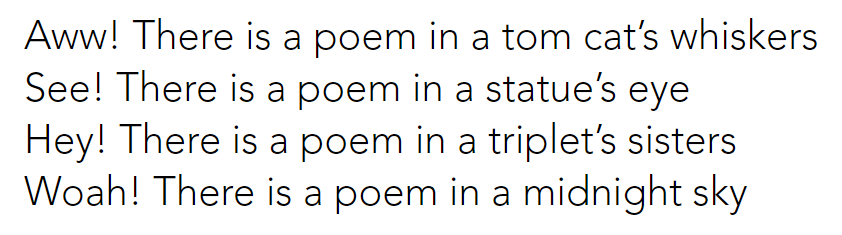 Aww! There is a poem in a tom cat’s whiskers
See! There is a poem in a statue’s eye
Hey! There is a poem in a triplet’s sisters
Woah! There is a poem in a midnight sky